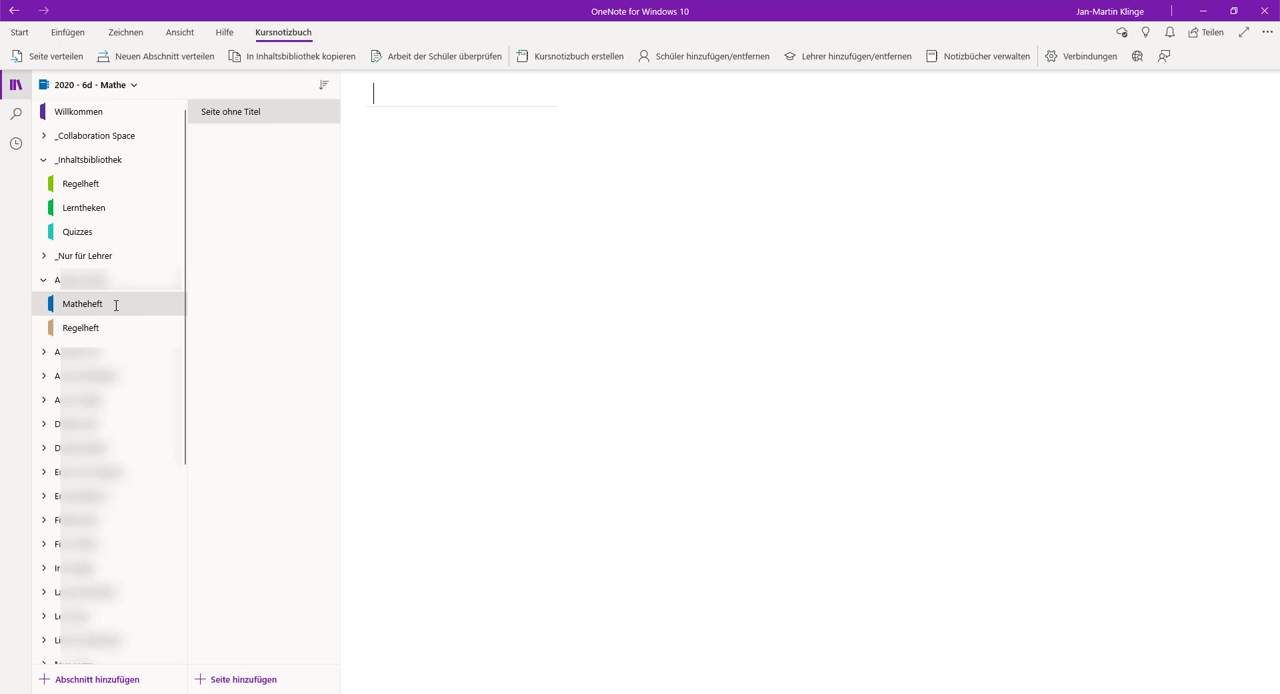 OneNote for Windows 10
Jan-Martin Klinge
Start Einfügen Zeichnen Ansicht Hilfe Kursnotizbuch
Teilen
Seite verteilen Neuen Abschnitt verteilen In Inhaltsbibliothek kopieren Arbeit der Schüler überprüfen Kursnotizbuch erstellen Schüler hinzufügen/entfernen Lehrer hinzufügen/entfernen Notizbücher verwalten Verbindungen
2020 - 6d - Mathe
Willkommen
_Collaboration Space
_Inhaltsbibliothek
Regelheft
Lerntheken
Quizzes
_Nur für Lehrer
A
Matheheft
Regelheft
A
A
A
D
D
Fi
Fi
Li
Abschnitt hinzufügen
Seite ohne Titel
Seite hinzufügen